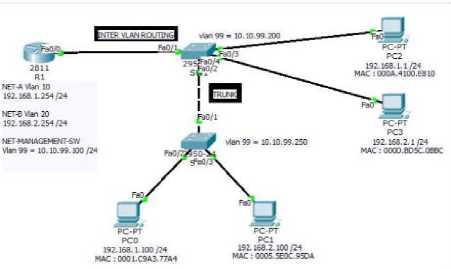 INTER VLAN ROUTING
vlan 99 = 10.10.99.200
Fa0/0
Fa0/1
Fa0/3
Fa0/4
Fa0/2
Fa0
PC-PT
PC2
192.168.1.1 /24
MAC : 000A.4100.E810
2811
R1
NET-A Vlan 10
192.168.1.254 /24
NET-B Vlan 20
192.168.2.254 /24
NET-MANAGEMENT-SW
Vlan 99 = 10.10.99.100 /24
TRUNK
Fa0
PC-PT
PC3
192.168.2.1 /24
MAC : 000D.BD5C.0BBC
Fa0/1
vlan 99 = 10.10.99.250
Fa0/2
Fa0/3
Fa0
PC-PT
PC0
192.168.1.100 /24
MAC : 0001.C9A3.77A4
Fa0
PC-PT
PC1
192.168.2.100 /24
MAC : 0005.5E0C.95DA